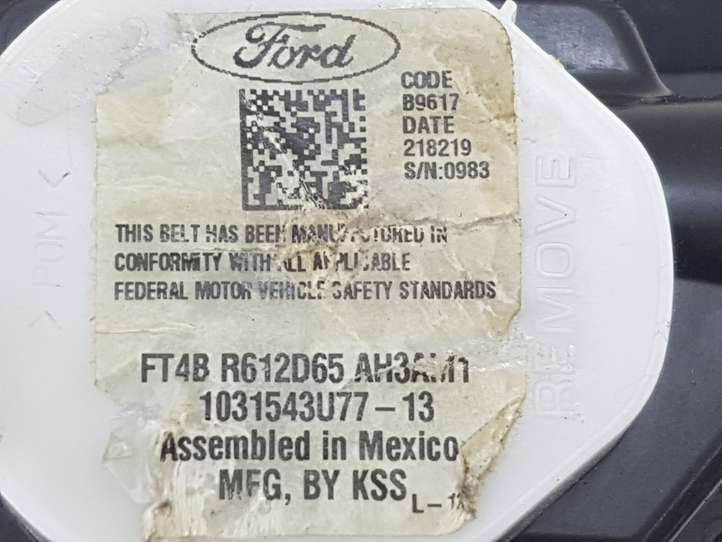 Ford
CODE
B9617
DATE
218219
S/N:0983
THIS BELT HAS BEEN MANUFACTURED IN
CONFORMITY WITH ALL APPLICABLE
FEDERAL MOTOR VEHICLE SAFETY STANDARDS
FT4B R612D65 AH3AM1
1031543U77-13
Assembled in Mexico
MFG, BY KSS
> POM <
REMOVE